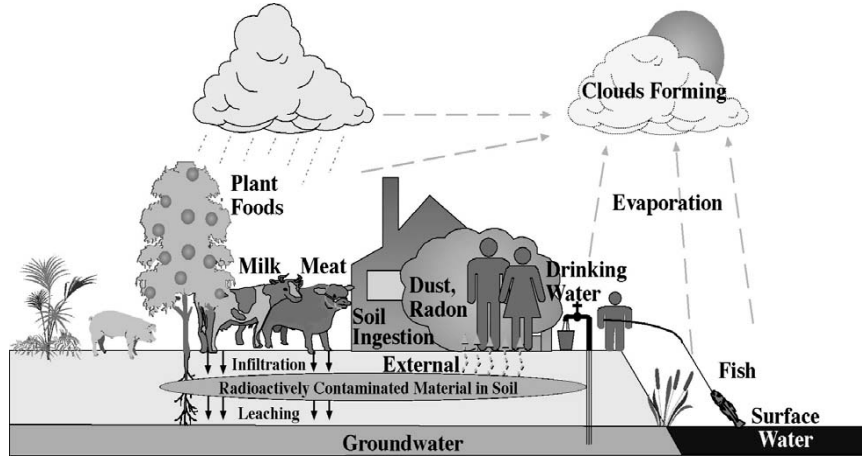 Clouds Forming
Plant
Foods
Evaporation
Milk
Meat
Drinking
Water
Dust,
Radon
Soil
Ingestion
Infiltration
External
Fish
Radioactively Contaminated Material in Soil
Leaching
Surface
Water
Groundwater